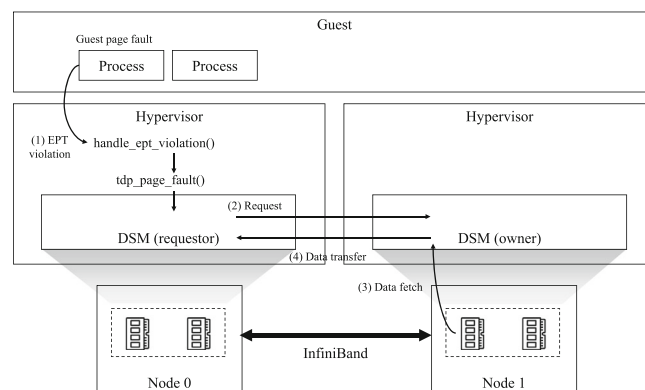 Guest
Guest page fault
Process
Process
Hypervisor
Hypervisor
(1) EPT
violation
handle_ept_violation()
tdp_page_fault()
(2) Request
DSM (requestor)
DSM (owner)
(4) Data transfer
(3) Data fetch
InfiniBand
Node 0
Node 1